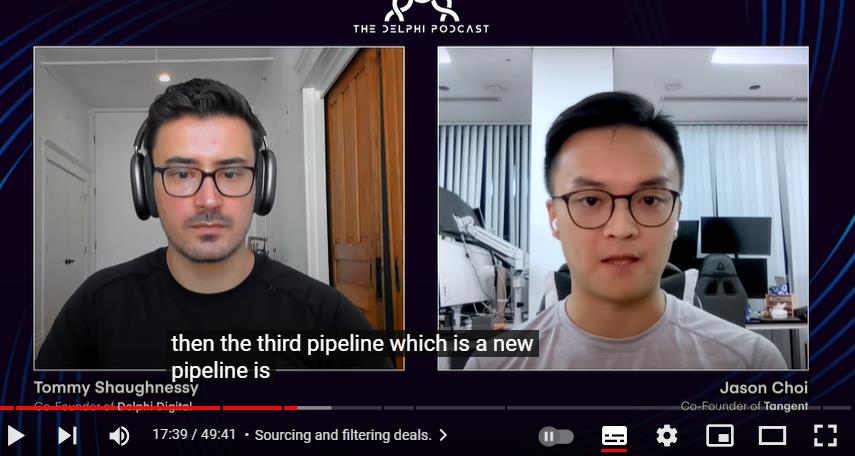 THE DELPHI PODCAST
then the third pipeline which is a new
pipeline is
Tommy Shaughnessy
Co-Founder of Delphi Digital
Jason Choi
Co-Founder of Tangent
17:39 / 49:41 • Sourcing and filtering deals.